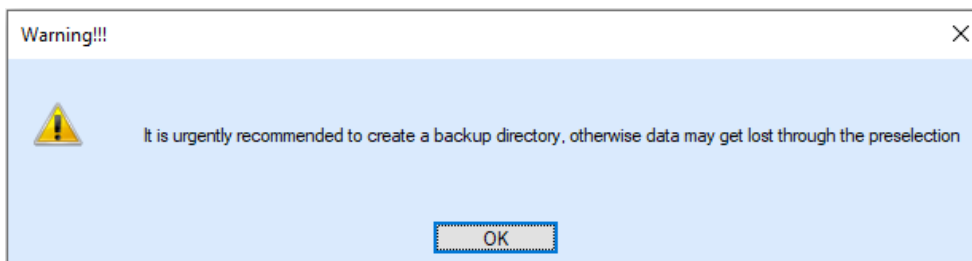 Warning!!!
It is urgently recommended to create a backup directory, otherwise data may get lost through the preselection
OK